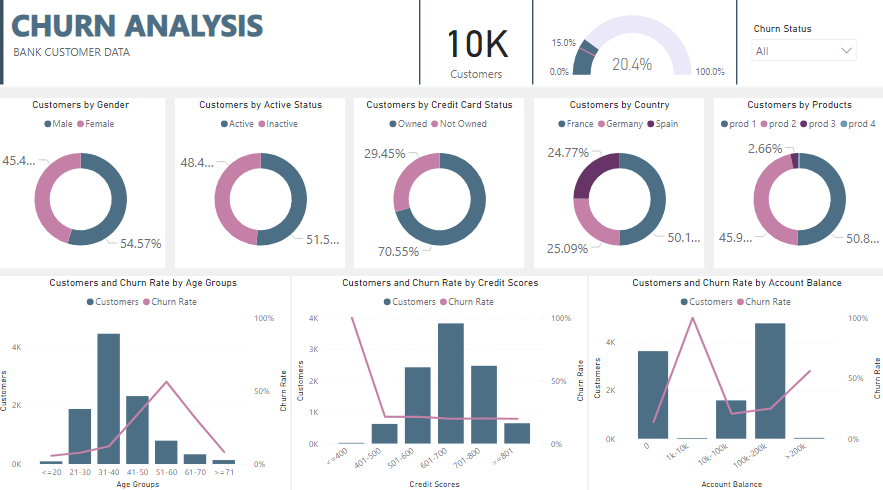 CHURN ANALYSIS
BANK CUSTOMER DATA
10K
Customers
15.0%
0.0%
20.4%
100.0%
Churn Status
All
Customers by Gender
Male Female
45.4...
54.57%
Customers by Active Status
Active Inactive
48.4...
51.5...
Customers by Credit Card Status
Owned Not Owned
29.45%
70.55%
Customers by Country
France Germany Spain
24.77%
25.09%
50.1...
Customers by Products
prod 1 prod 2 prod 3 prod 4
2.66%
45.9...
50.8...
Customers and Churn Rate by Age Groups
Customers Churn Rate
Customers
4K
2K
0K
100%
50%
0%
Churn Rate
<=20 21-30 31-40 41-50 51-60 61-70 >=71
Age Groups
Customers and Churn Rate by Credit Scores
Customers Churn Rate
Customers
4K
3K
2K
1K
0K
100%
50%
0%
Churn Rate
<=400 401-500 501-600 601-700 701-800 >=801
Credit Scores
Customers and Churn Rate by Account Balance
Customers Churn Rate
Customers
4K
2K
0K
100%
50%
0%
Churn Rate
0 1k-10k 10k-100k 100k-200k >200k
Account Balance